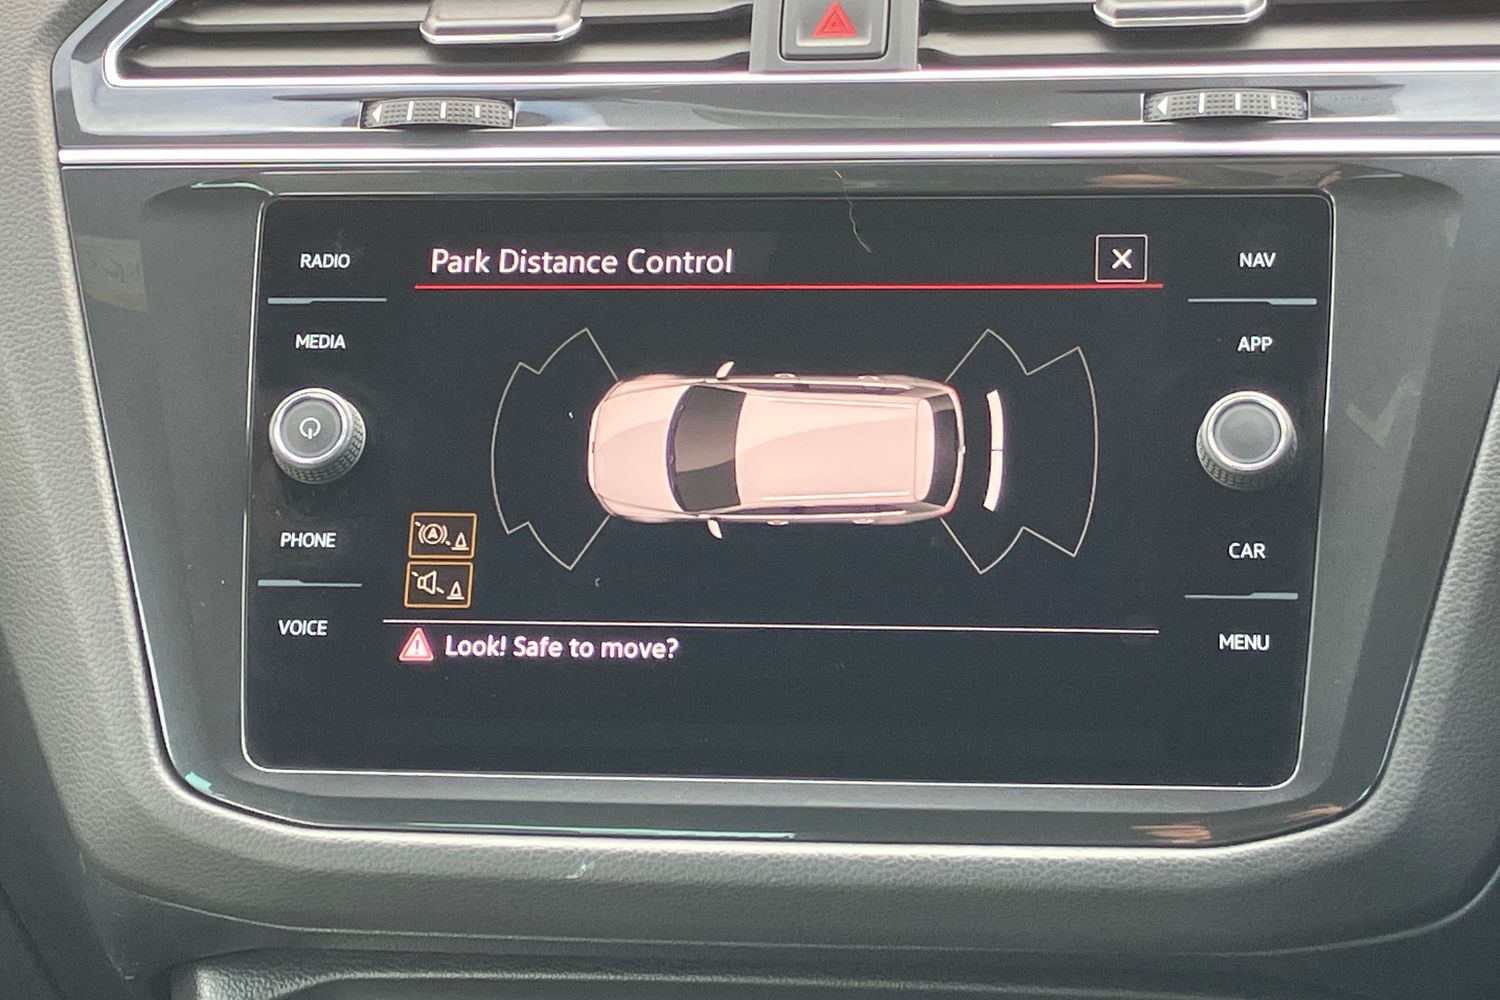 RADIO
Park Distance Control
NAV
MEDIA
APP
PHONE
CAR
VOICE
Look! Safe to move?
MENU